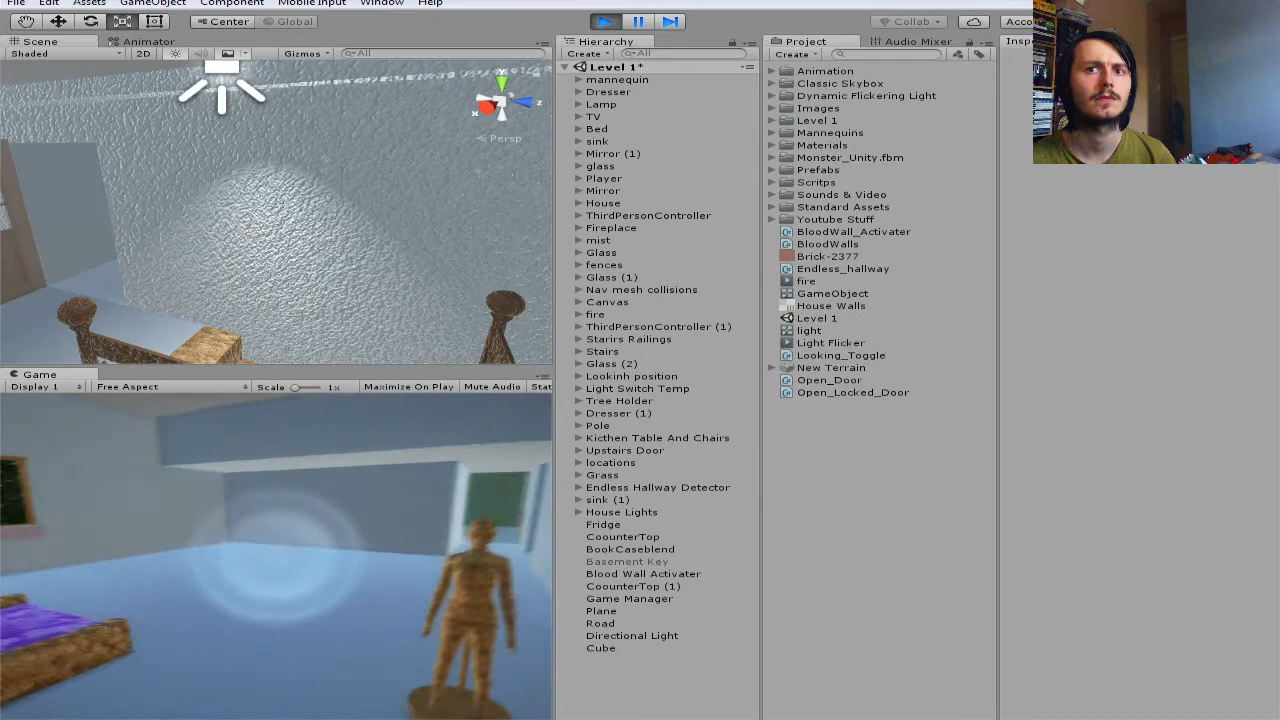 File Edit Assets GameObject Component Mobile Input Window Help
Center Global Collab Acco
Scene Animator
Shaded 2D Gizmos All
y
x
z
Persp
Game
Display 1 Free Aspect Scale 1x Maximize On Play Mute Audio Stat
Hierarchy
Create All
Level 1*
mannequin
Dresser
Lamp
TV
Bed
sink
Mirror (1)
glass
Player
Mirror
House
ThirdPersonController
Fireplace
mist
Glass
fences
Glass (1)
Nav mesh collisions
Canvas
fire
ThirdPersonController (1)
Starirs Railings
Stairs
Glass (2)
Lookinh position
Light Switch Temp
Tree Holder
Dresser (1)
Pole
Kicthen Table And Chairs
Upstairs Door
locations
Grass
Endless Hallway Detector
sink (1)
House Lights
Fridge
CoounterTop
BookCaseblend
Basement Key
Blood Wall Activater
CoounterTop (1)
Game Manager
Plane
Road
Directional Light
Cube
Project Audio Mixer
Create
Animation
Classic Skybox
Dynamic Flickering Light
Images
Level 1
Mannequins
Materials
Monster_Unity.fbm
Prefabs
Scritps
Sounds & Video
Standard Assets
Youtube Stuff
BloodWall_Activater
BloodWalls
Brick-2377
Endless_hallway
fire
GameObject
House Walls
Level 1
light
Light Flicker
Looking_Toggle
New Terrain
Open_Door
Open_Locked_Door
Insp